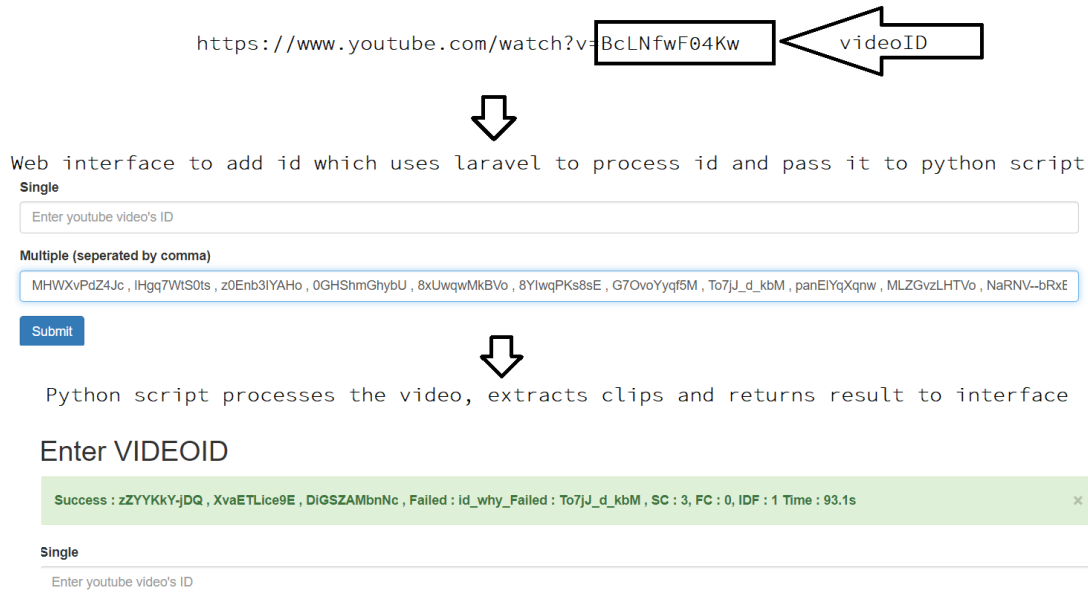 https://www.youtube.com/watch?v=BcLNfwF04Kw videoID
Web interface to add id which uses laravel to process id and pass it to python script
Single
Enter youtube video's ID
Multiple (seperated by comma)
MHWXvPdZ4Jc , lHgq7WtS0ts , z0Enb3lYAHo , 0GHShmGhybU , 8xUwqwMkBVo , 8YIwqPKs8sE , G7OvoYyqf5M , To7jJ_d_kbM , panElYqXqnw , MLZGvzLHTVo , NaRNV--bRxE
Submit
Python script processes the video, extracts clips and returns result to interface
Enter VIDEOID
Success : zZYYKkY-jDQ , XvaETLice9E , DiGSZAMbnNc , Failed : id_why_Failed : To7jJ_d_kbM , SC : 3, FC : 0, IDF : 1 Time : 93.1s ×
Single
Enter youtube video's ID